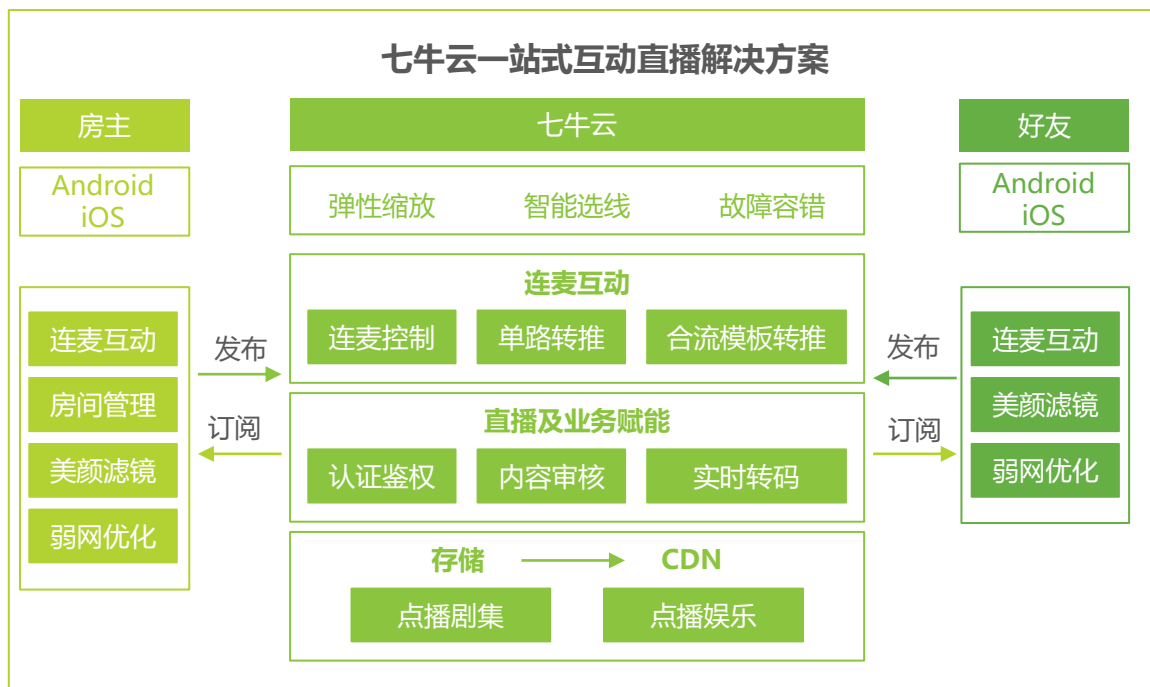 七牛云一站式互动直播解决方案
房主
七牛云
好友
Android
iOS
弹性缩放
智能选线
故障容错
Android
iOS
连麦互动
房间管理
美颜滤镜
弱网优化
发布
订阅
连麦互动
连麦控制
单路转推
合流模板转推
直播及业务赋能
认证鉴权
内容审核
实时转码
存储
CDN
点播剧集
点播娱乐
发布
订阅
连麦互动
美颜滤镜
弱网优化